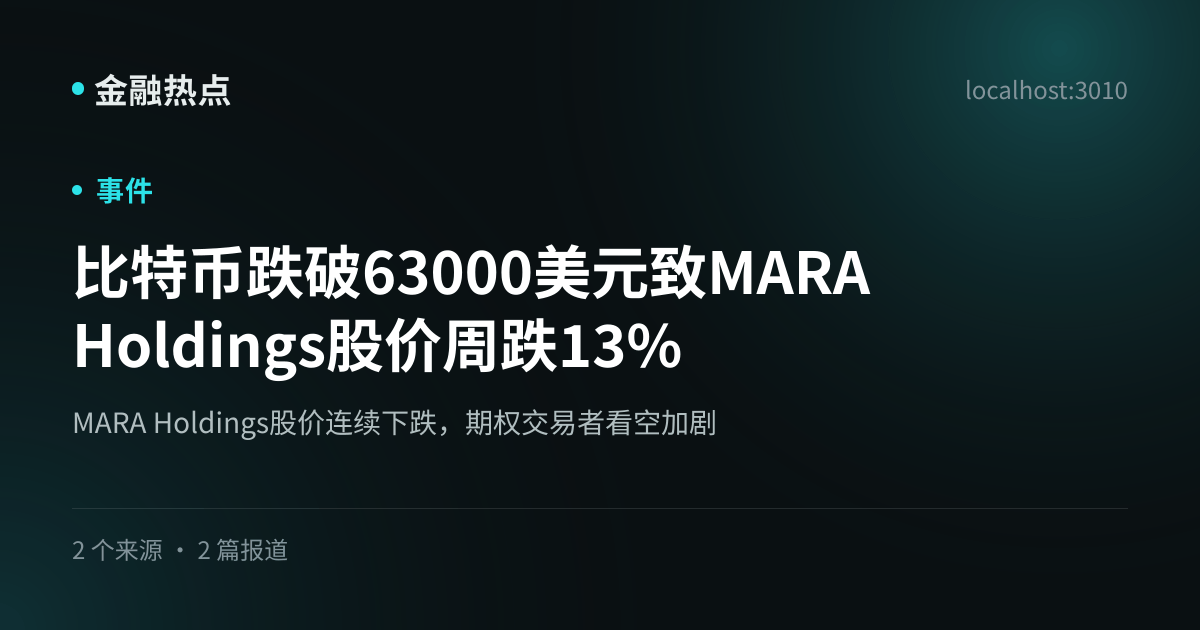 金融热点
localhost:3010
事件
比特币跌破63000美元致MARA
Holdings股价周跌13%
MARA Holdings股价连续下跌，期权交易者看空加剧
2 个来源 · 2 篇报道